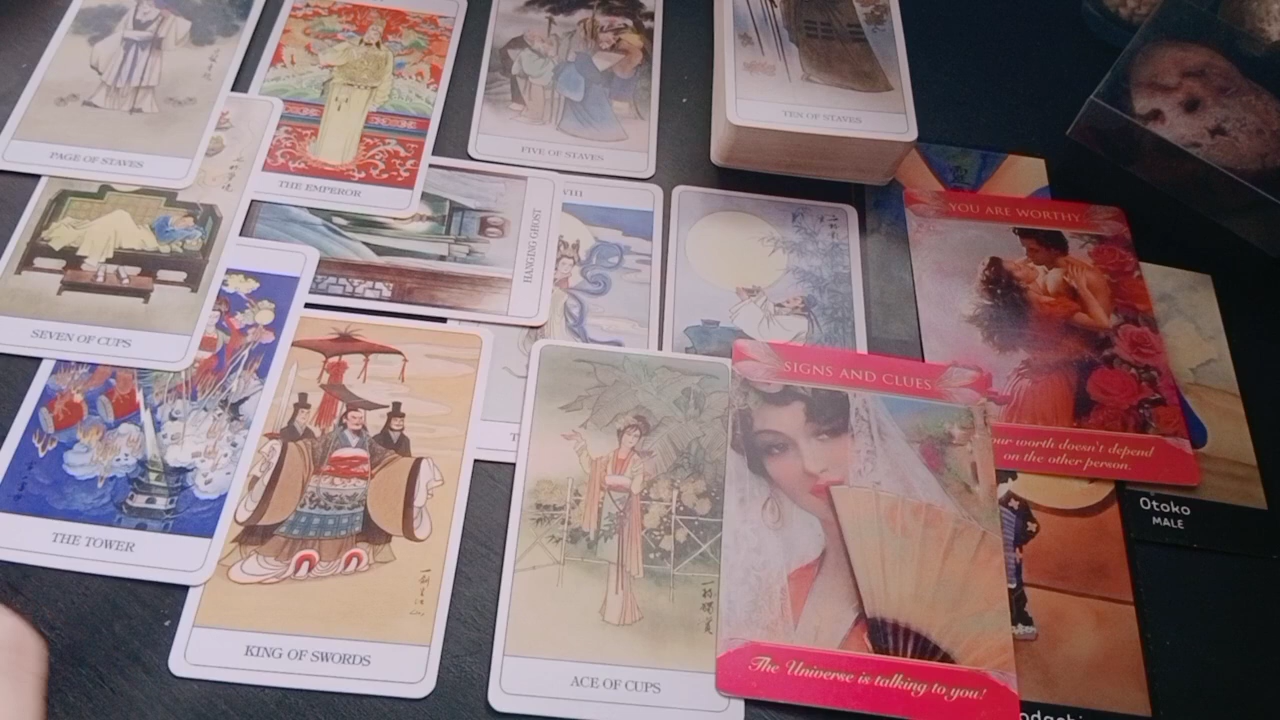 PAGE OF STAVES
THE EMPEROR
FIVE OF STAVES
TEN OF STAVES
SEVEN OF CUPS
HANGING GHOST
VIII
YOU ARE WORTHY
our worth doesn't depend
on the other person.
THE TOWER
KING OF SWORDS
ACE OF CUPS
SIGNS AND CLUES
The Universe is talking to you!
Otoko
MALE